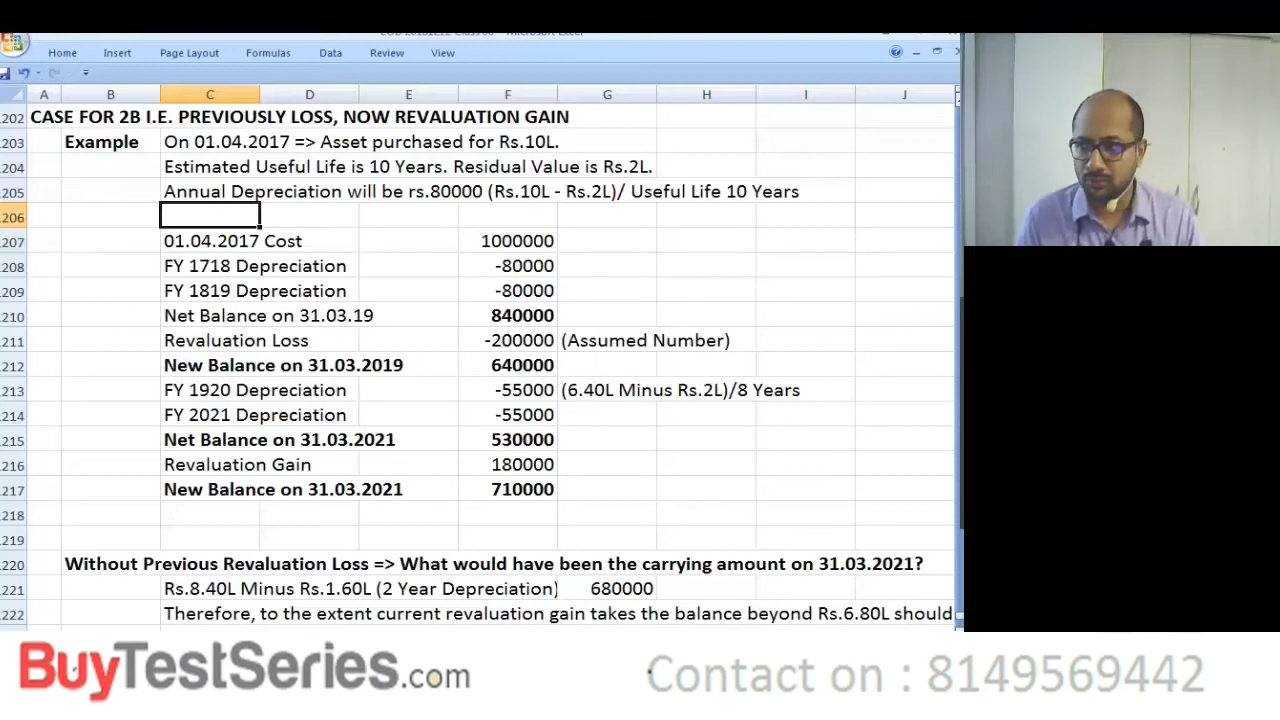 Home Insert Page Layout Formulas Data Review View
A B C D E F G H I J
202 CASE FOR 2B I.E. PREVIOUSLY LOSS, NOW REVALUATION GAIN
203 Example On 01.04.2017 => Asset purchased for Rs.10L.
204 Estimated Useful Life is 10 Years. Residual Value is Rs.2L.
205 Annual Depreciation will be rs.80000 (Rs.10L - Rs.2L)/ Useful Life 10 Years
206
207 01.04.2017 Cost 1000000
208 FY 1718 Depreciation -80000
209 FY 1819 Depreciation -80000
210 Net Balance on 31.03.19 840000
211 Revaluation Loss -200000 (Assumed Number)
212 New Balance on 31.03.2019 640000
213 FY 1920 Depreciation -55000 (6.40L Minus Rs.2L)/8 Years
214 FY 2021 Depreciation -55000
215 Net Balance on 31.03.2021 530000
216 Revaluation Gain 180000
217 New Balance on 31.03.2021 710000
218
219
220 Without Previous Revaluation Loss => What would have been the carrying amount on 31.03.2021?
221 Rs.8.40L Minus Rs.1.60L (2 Year Depreciation) 680000
222 Therefore, to the extent current revaluation gain takes the balance beyond Rs.6.80L should
BuyTestSeries.com Contact on : 8149569442